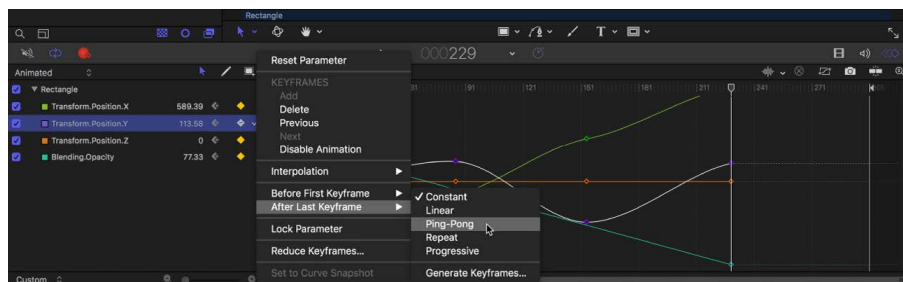 Rectangle
T
000229
Reset Parameter
Animated
KEYFRAMES
Add
Delete
Previous
Next
Disable Animation
91 121 151 181 211 241 271
Rectangle
Transform.Position.X 589.39
Transform.Position.Y 113.58
Transform.Position.Z 0
Blending.Opacity 77.33
Interpolation
Before First Keyframe
After Last Keyframe
Constant
Linear
Ping-Pong
Repeat
Progressive
Generate Keyframes...
Lock Parameter
Reduce Keyframes...
Set to Curve Snapshot
Custom